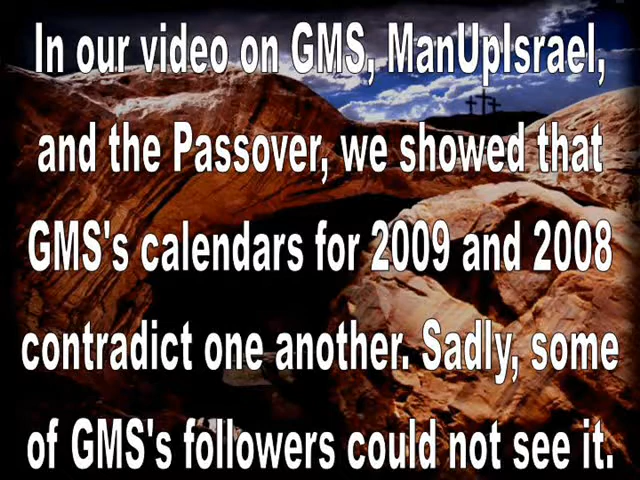 In our video on GMS, ManUpIsrael,
and the Passover, we showed that
GMS's calendars for 2009 and 2008
contradict one another. Sadly, some
of GMS's followers could not see it.